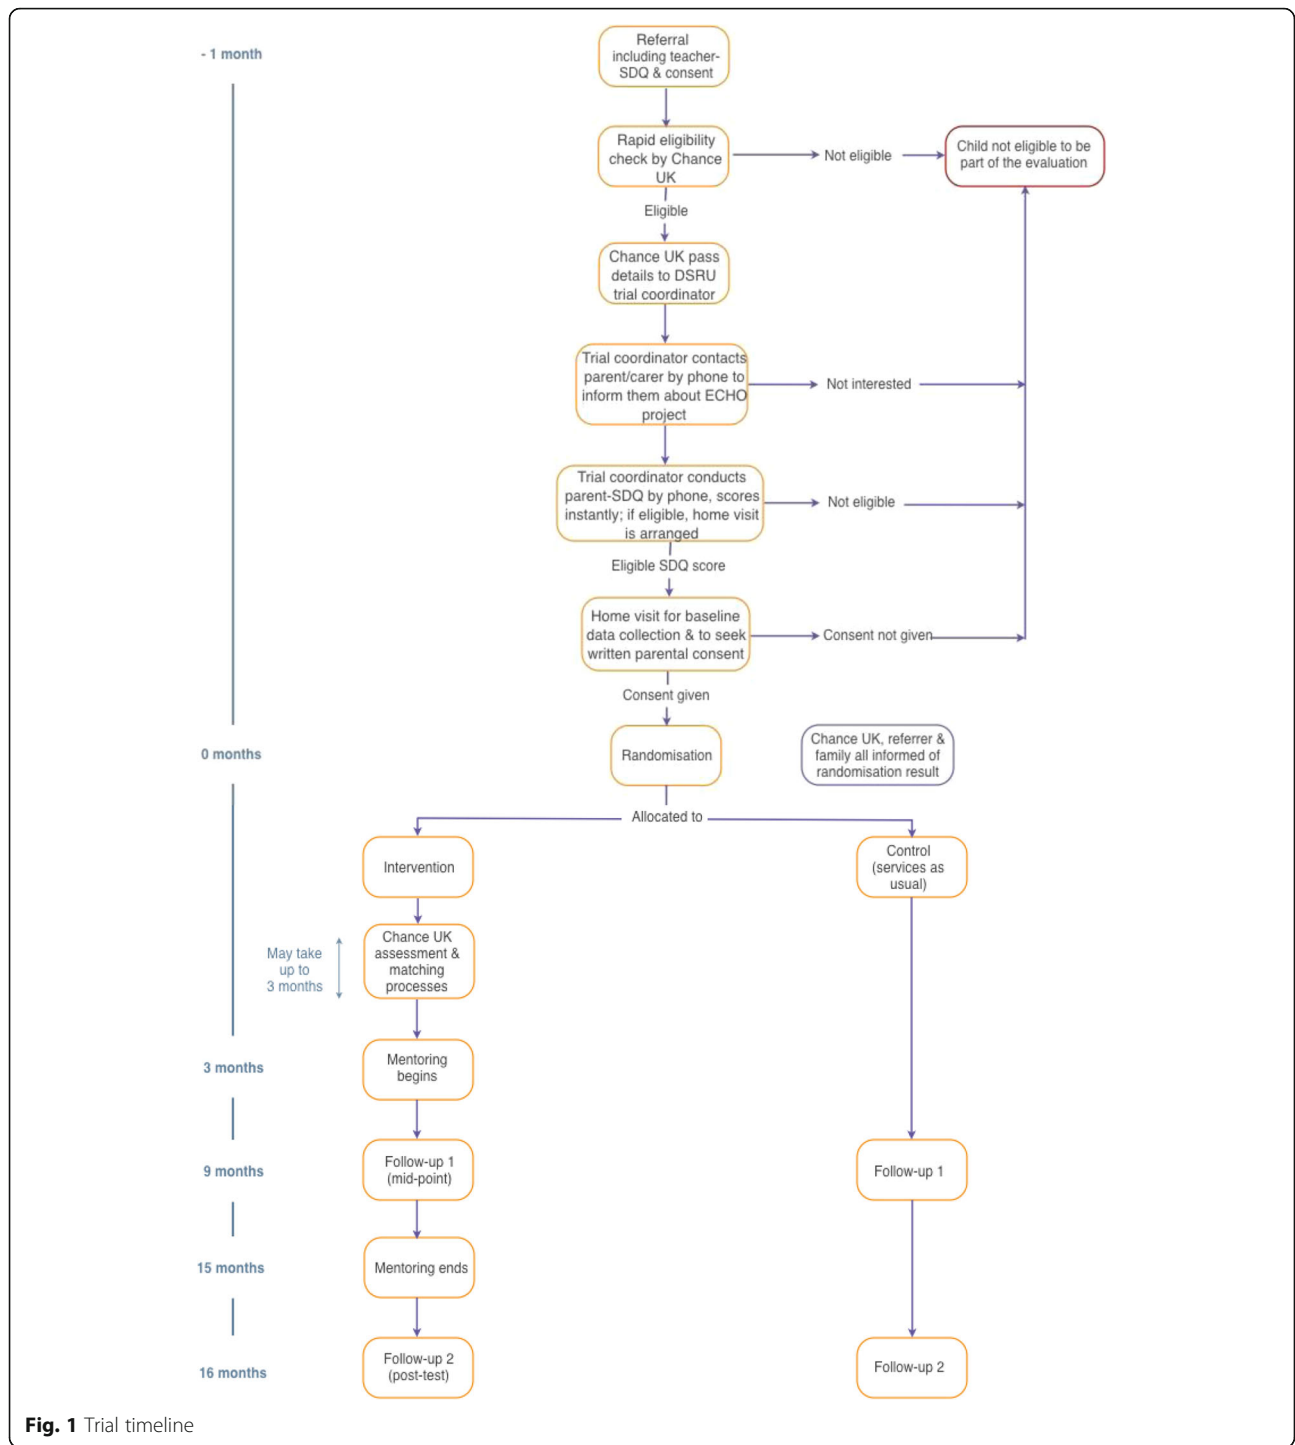 - 1 month
Referral
including teacher-
SDQ & consent
Rapid eligibility
check by Chance
UK
Not eligible
Child not eligible to be
part of the evaluation
Eligible
Chance UK pass
details to DSRU
trial coordinator
Trial coordinator contacts
parent/carer by phone to
inform them about ECHO
project
Not interested
Trial coordinator conducts
parent-SDQ by phone, scores
instantly; if eligible, home visit
is arranged
Not eligible
Eligible SDQ score
Home visit for baseline
data collection & to seek
written parental consent
Consent not given
Consent given
0 months
Randomisation
Chance UK, referrer &
family all informed of
randomisation result
Allocated to
Intervention
Control
(services as
usual)
May take
up to
3 months
Chance UK
assessment &
matching
processes
3 months
Mentoring
begins
9 months
Follow-up 1
(mid-point)
Follow-up 1
15 months
Mentoring ends
16 months
Follow-up 2
(post-test)
Follow-up 2
Fig. 1 Trial timeline